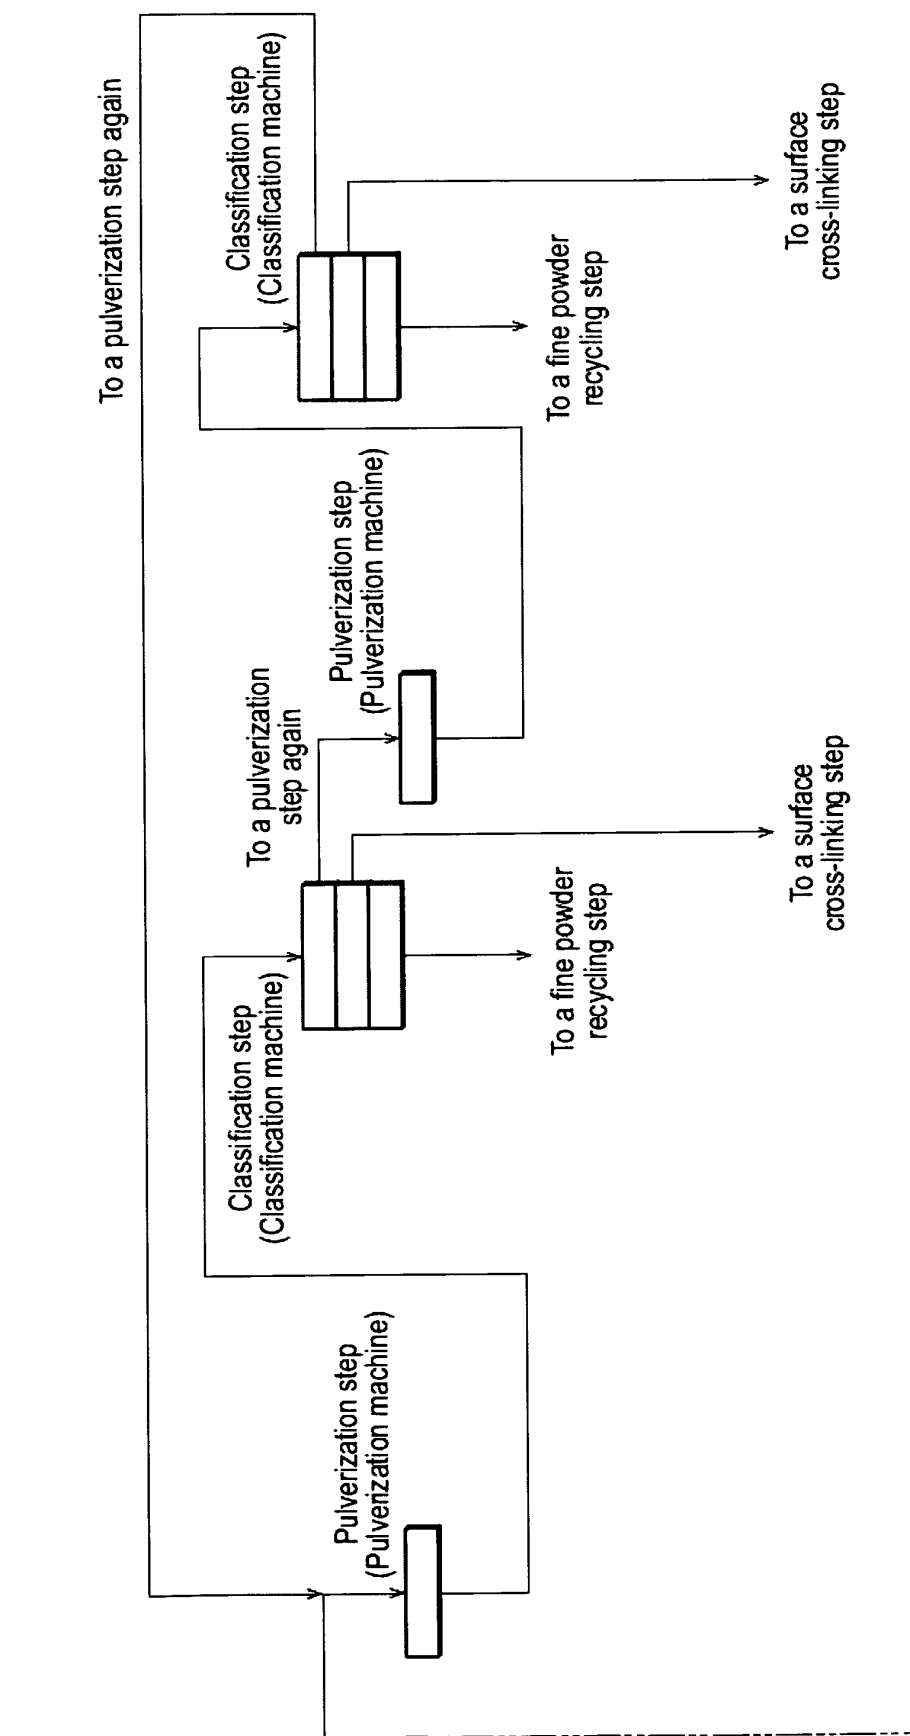 To a pulverization step again
Classification step
(Classification machine)
To a surface
cross-linking step
To a fine powder
recycling step
Pulverization step
(Pulverization machine)
To a pulverization
step again
To a surface
cross-linking step
To a fine powder
recycling step
Classification step
(Classification machine)
Pulverization step
(Pulverization machine)